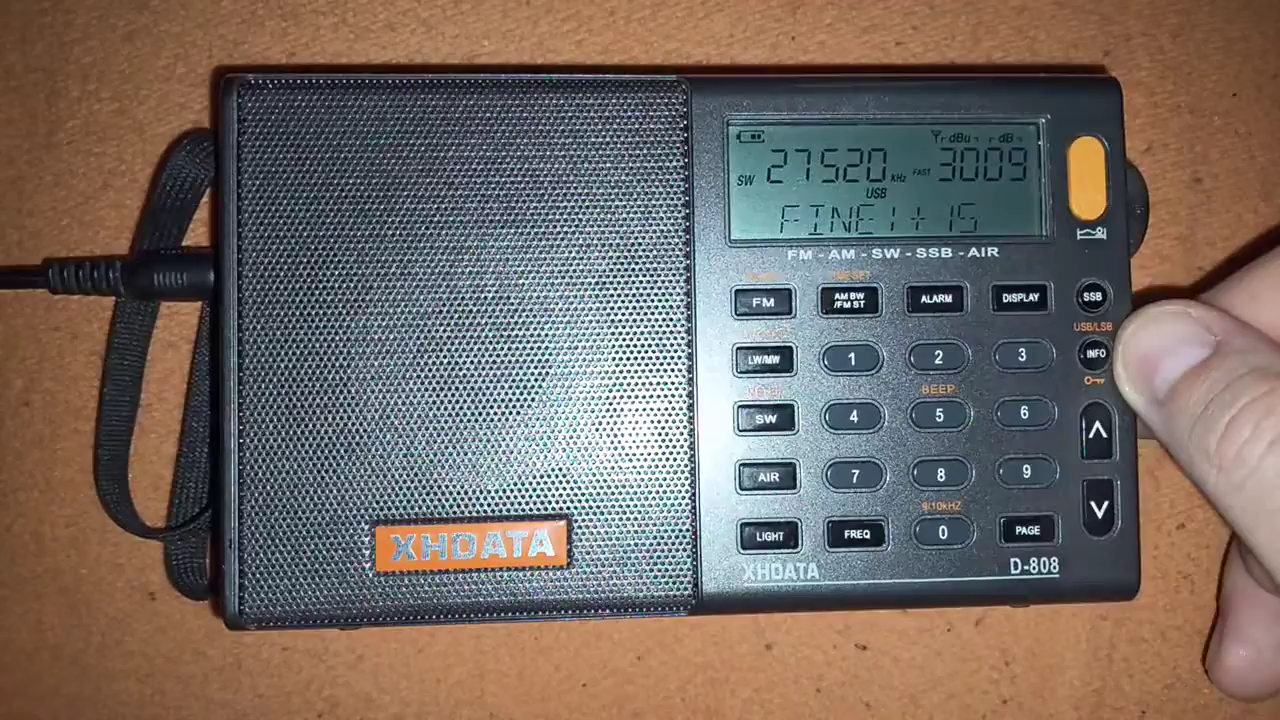 dBu dB
SW 27520 KHz FAST 3009
USB
FINE1+ 15
FM - AM - SW - SSB - AIR
FM
AM BW
/FM ST
ALARM
DISPLAY
SSB
USB/LSB
LW/MW
1
2
3
INFO
BEEP
SW
4
5
6
AIR
7
8
9
9/10kHZ
LIGHT
FREQ
0
PAGE
XHDATA
XHDATA
D-808